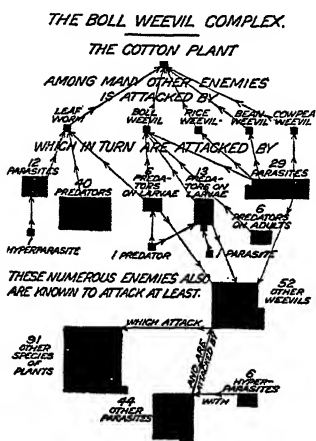 THE BOLL WEEVIL COMPLEX.
THE COTTON PLANT
AMONG MANY OTHER ENEMIES
IS ATTACKED BY
LEAF WORM
BOLL WEEVIL
RICE WEEVIL
BEAN WEEVIL
COWPEA WEEVIL
WHICH IN TURN ARE ATTACKED BY
12 PARASITES
40 PREDATORS
PREDATORS ON LARVAE
13 PREDATORS ON LARVAE
29 PARASITES
6 PREDATORS ON ADULTS
HYPERPARASITE
1 PREDATOR
1 PARASITE
THESE NUMEROUS ENEMIES ALSO
ARE KNOWN TO ATTACK AT LEAST.
52 OTHER WEEVILS
WHICH ATTACK
91 OTHER SPECIES OF PLANTS
AND ARE ATTACKED BY
44 OTHER PARASITES
WITH
6 HYPER-PARASITES